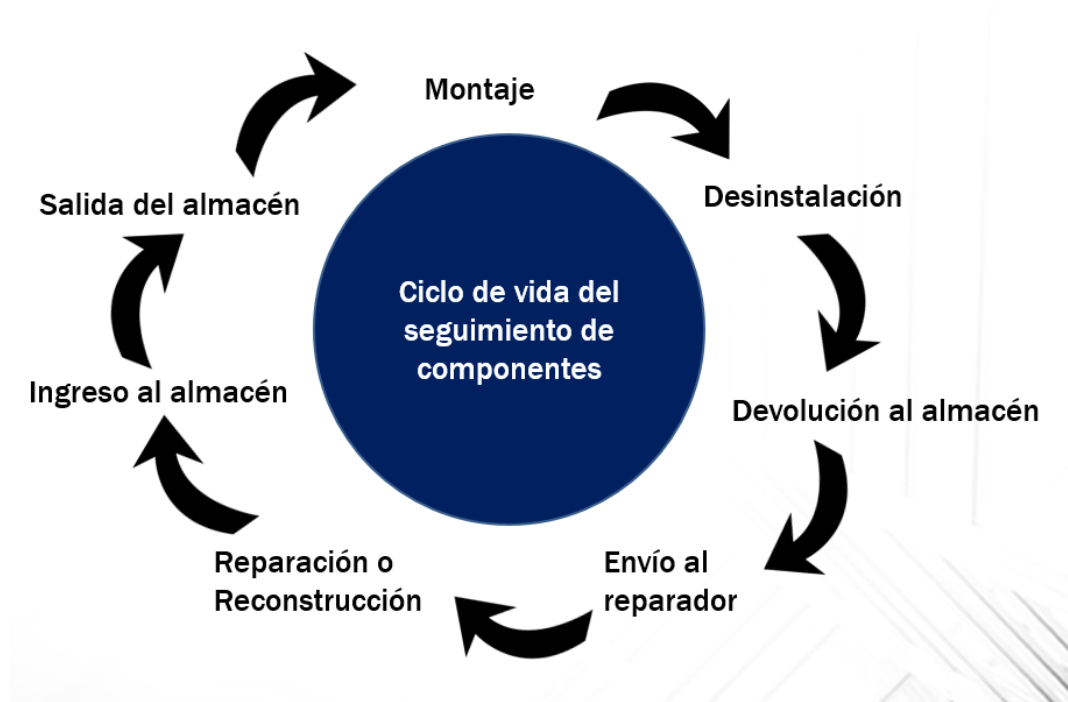 Montaje
Desinstalación
Devolución al almacén
Envío al
reparador
Reparación o
Reconstrucción
Ingreso al almacén
Salida del almacén
Ciclo de vida del
seguimiento de
componentes